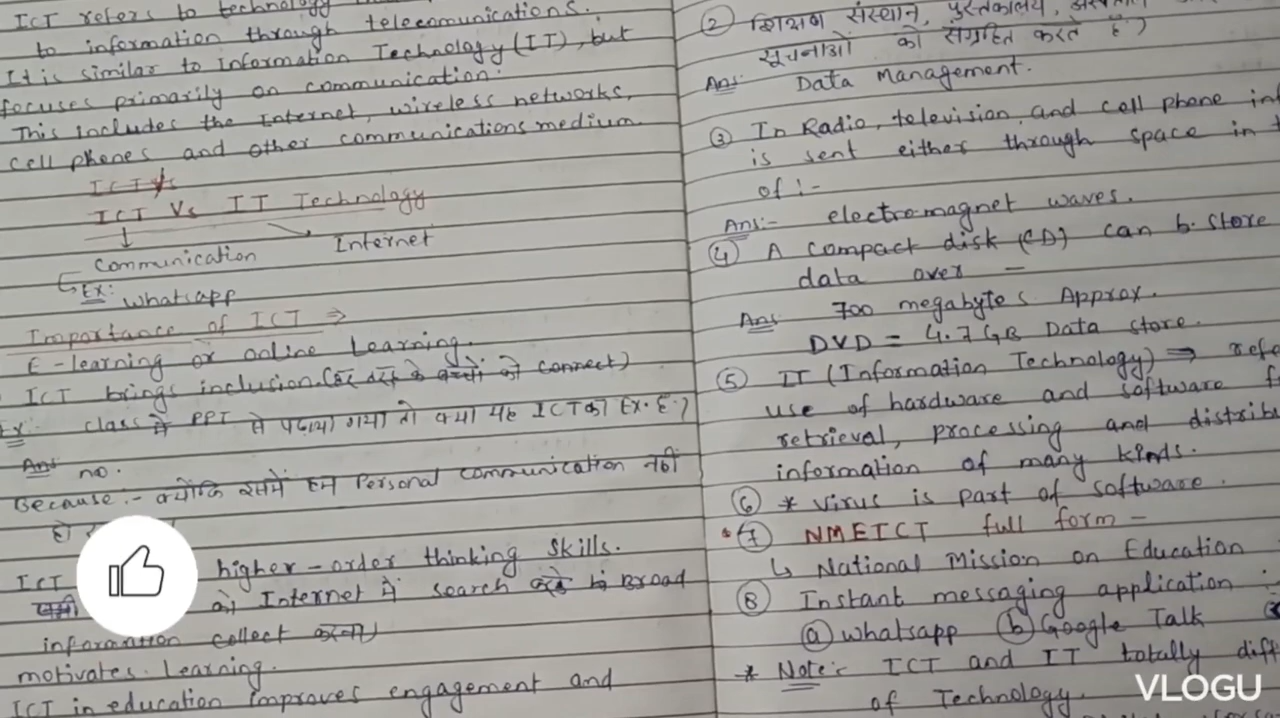 ICT refers to technology
to information through telecommunications.
It is similar to Information Technology (IT), but
focuses primarily on communication.
This includes the Internet, wireless networks,
cell phones and other communications medium.
ICT Vs
ICT Vs IT Technology
Communication Internet
Ex: whatsapp
Importance of ICT ⇒
E-learning or online Learning.
ICT brings inclusion. को connect)
Ex:- class में PPT से पढ़ाया गया तो क्या यह ICT का Ex. है ?
Ans no.
Because :- क्योंकि इसमें हम Personal communication नही
हो
ICT higher-order thinking skills.
को Internet में search Broad
information collect करना
motivates Learning.
ICT in education improves engagement and
② शिक्षण संस्थान, पुस्तकालय,
सूचनाओं को संग्रहित करते है ?
Ans: Data Management.
③ In Radio, television, and cell phone
is sent either through space in
of :-
Ans:- electromagnet waves.
④ A Compact disk (CD) can b. store
data over —
Ans: 700 megabytes Approx.
DVD = 4.7 GB Data store.
⑤ IT (Information Technology) ⇒
use of hardware and software
retrieval, processing and
information of many kinds.
⑥ * Virus is part of software.
⑦ NMEICT full form -
↳ National Mission on Education
⑧ Instant messaging application :-
ⓐ whatsapp ⓑ Google Talk
* Note:- ICT and IT totally
of Technology.
VLOGU